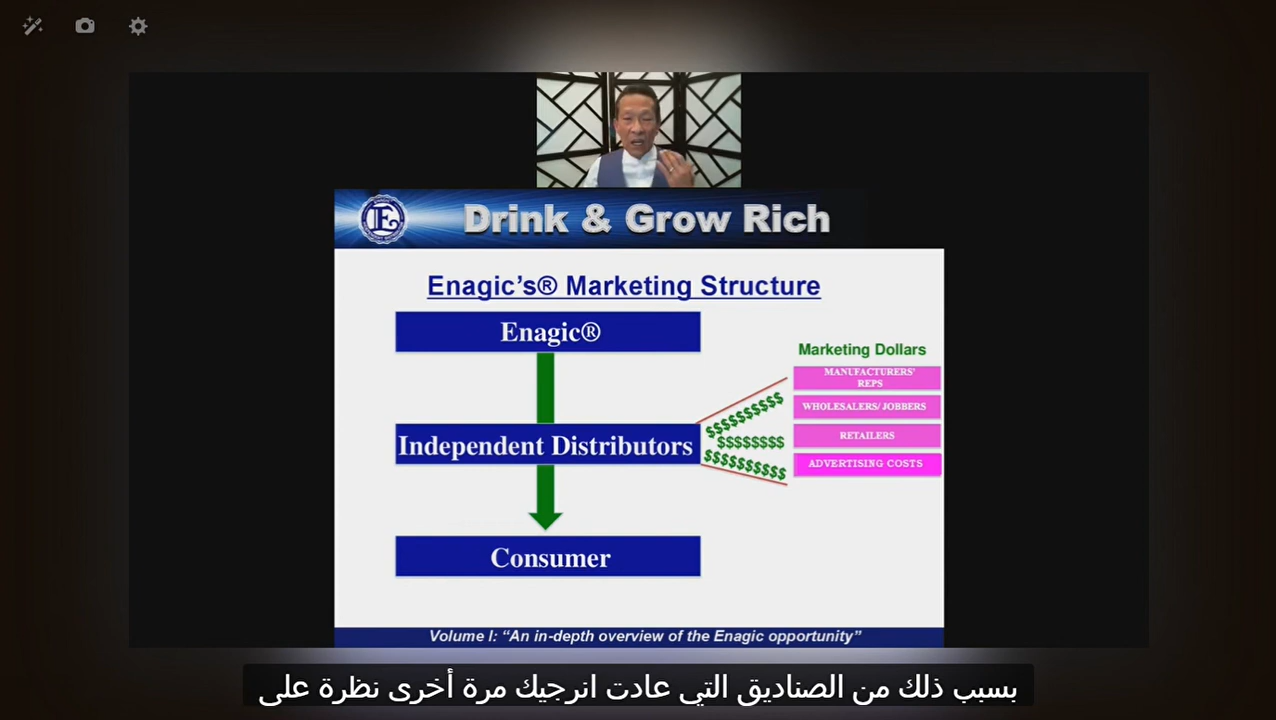 Drink & Grow Rich
Enagic's® Marketing Structure
Enagic®
Marketing Dollars
MANUFACTURERS'
REPS
WHOLESALERS/ JOBBERS
$$$$$$$$$$
Independent Distributors
$$$$$$$$
RETAILERS
$$$$$$$$$$
ADVERTISING COSTS
Consumer
Volume I: “An in-depth overview of the Enagic opportunity”
بسبب ذلك من الصناديق التي عادت انرجيك مرة أخرى نظرة على